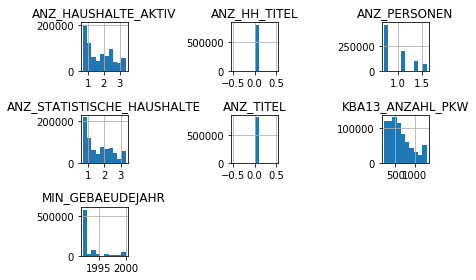 ANZ_HAUSHALTE_AKTIV ANZ_HH_TITEL ANZ_PERSONEN
200000 0 1 2 3
500000 0 -0.5 0.0 0.5
250000 0 1.0 1.5
ANZ_STATISTISCHE_HAUSHALTE ANZ_TITEL KBA13_ANZAHL_PKW
200000 0 1 2 3
500000 0 −0.5 0.0 0.5
100000 0 500 1000
MIN_GEBAEUDEJAHR
500000
250000
0
1995 2000